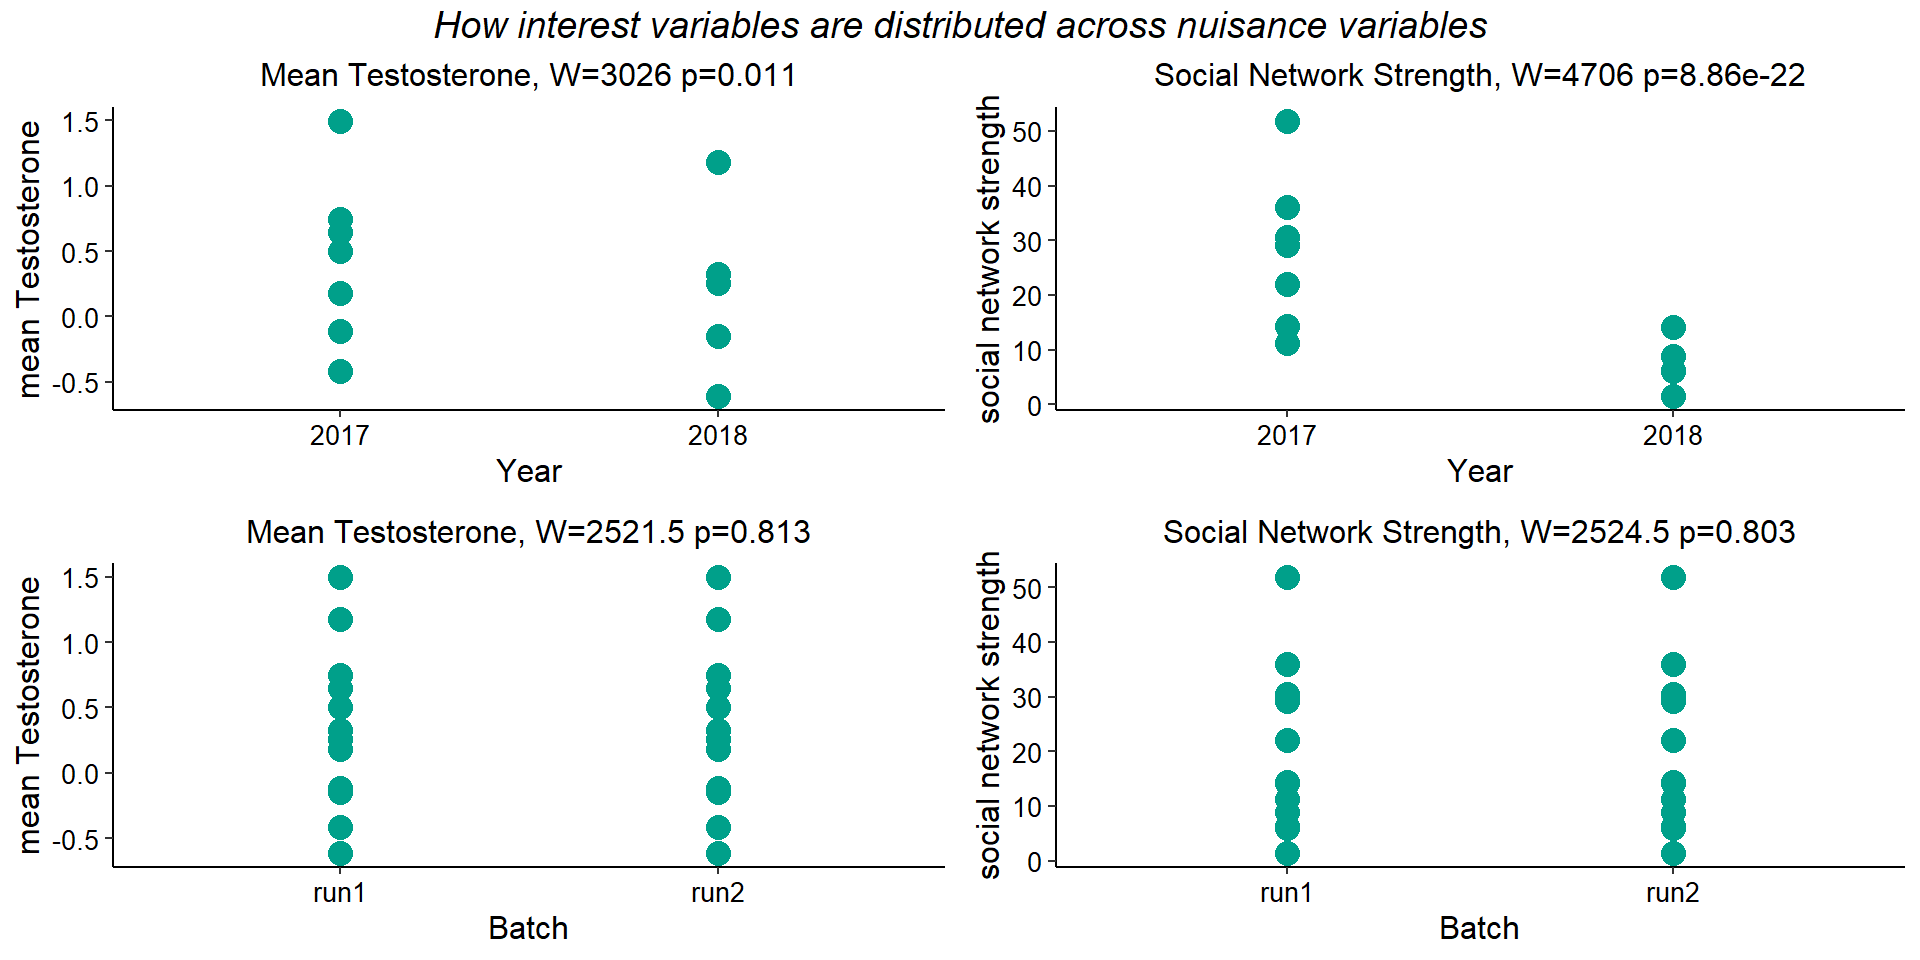 How interest variables are distributed across nuisance variables
Mean Testosterone, W=3026 p=0.011
mean Testosterone
1.5
1.0
0.5
0.0
-0.5
2017
2018
Year
Social Network Strength, W=4706 p=8.86e-22
social network strength
50
40
30
20
10
0
2017
2018
Year
Mean Testosterone, W=2521.5 p=0.813
mean Testosterone
1.5
1.0
0.5
0.0
-0.5
run1
run2
Batch
Social Network Strength, W=2524.5 p=0.803
social network strength
50
40
30
20
10
0
run1
run2
Batch